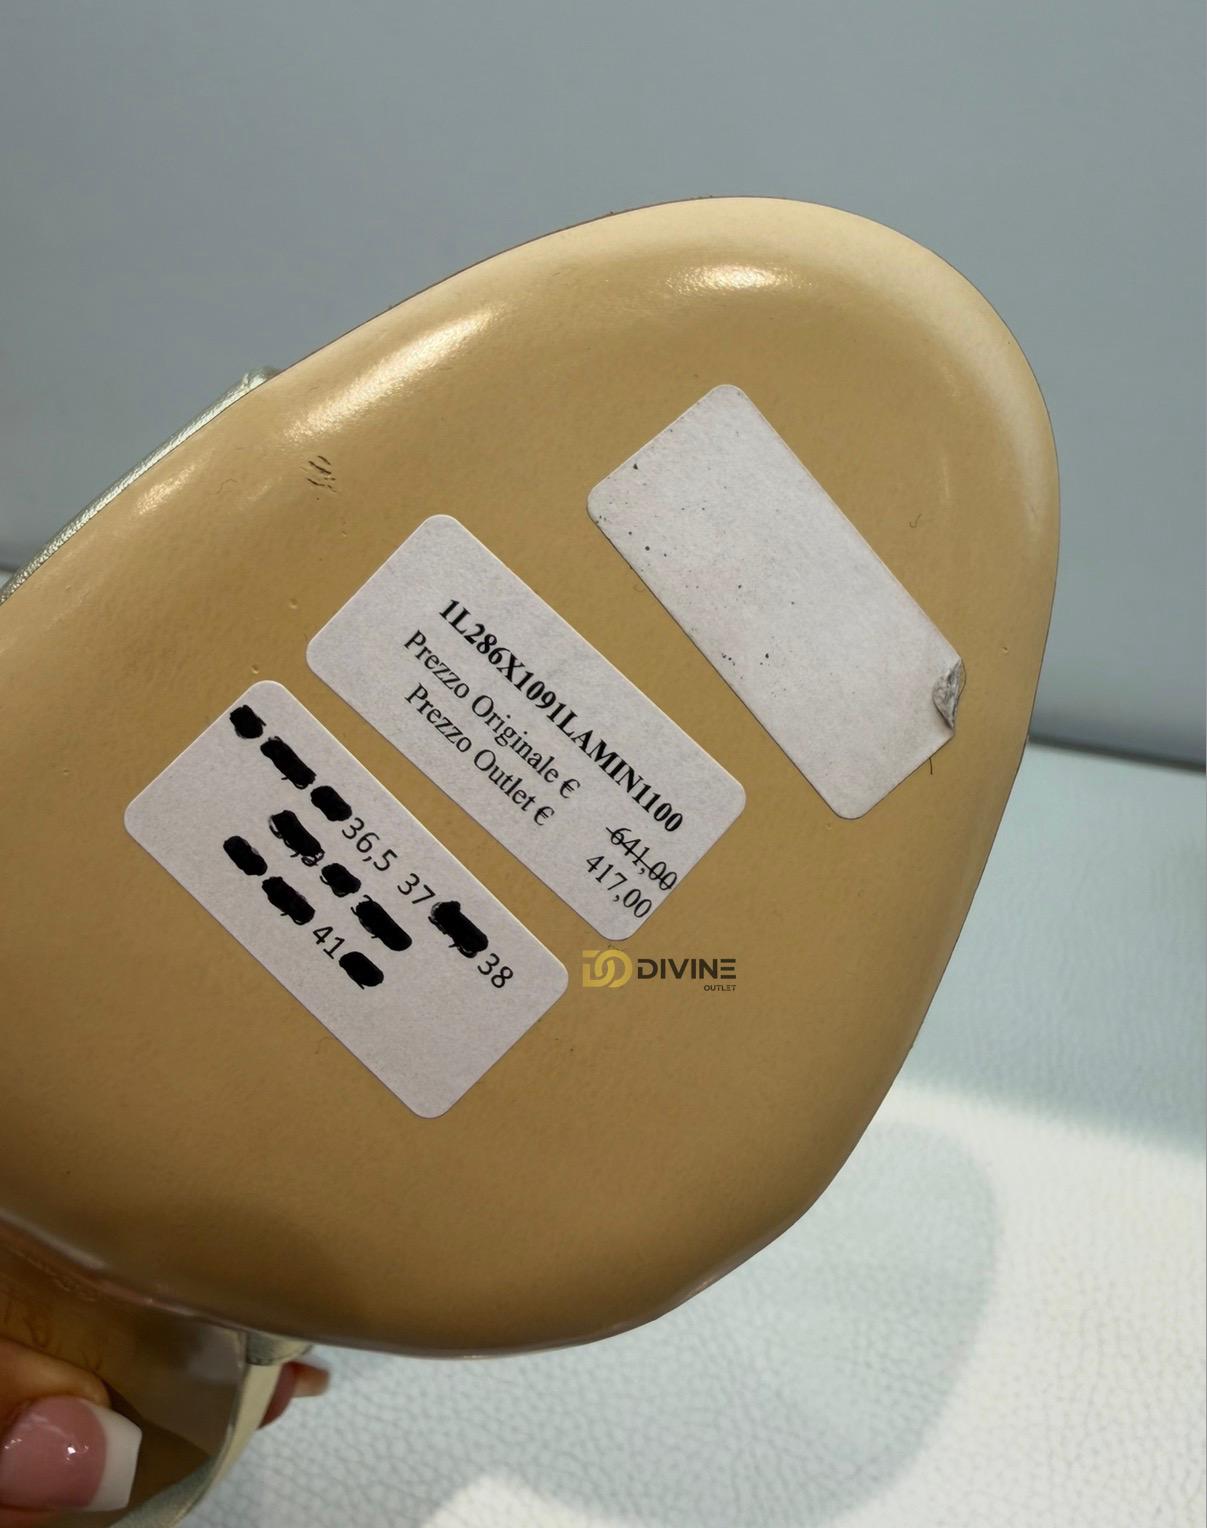 1L286X1091LAMIN1100
Prezzo Originale € 641,00
Prezzo Outlet € 417,00
36,5 37 38
41
DIVINE
OUTLET